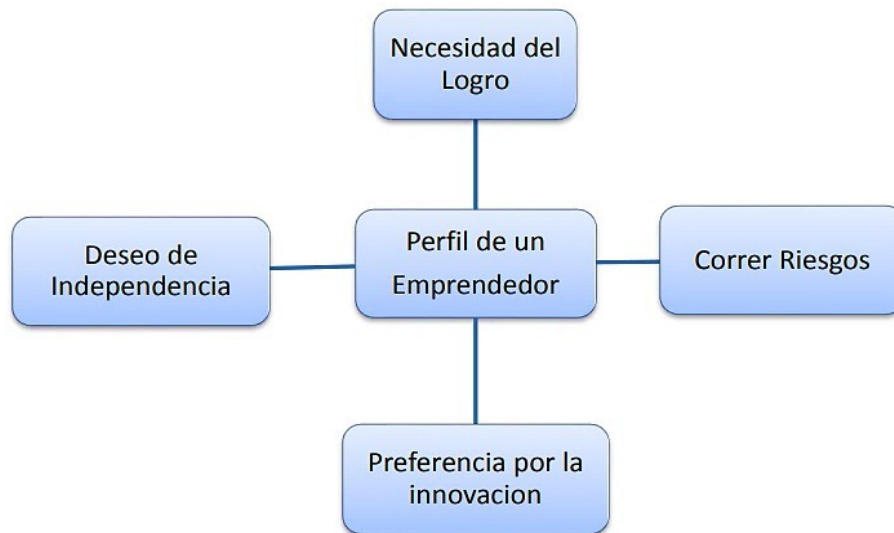 Necesidad del
Logro
Deseo de
Independencia
Perfil de un
Emprendedor
Correr Riesgos
Preferencia por la
innovacion